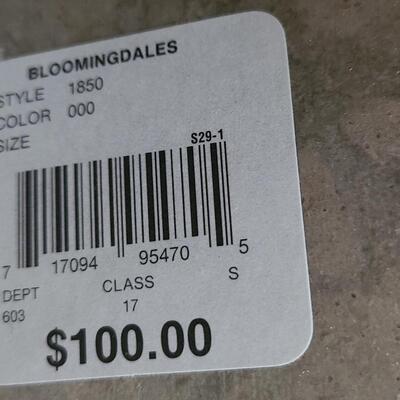 BLOOMINGDALES
STYLE 1850
COLOR 000
SIZE
S29-1
7 17094 95470 5
DEPT CLASS S
603 17
$100.00